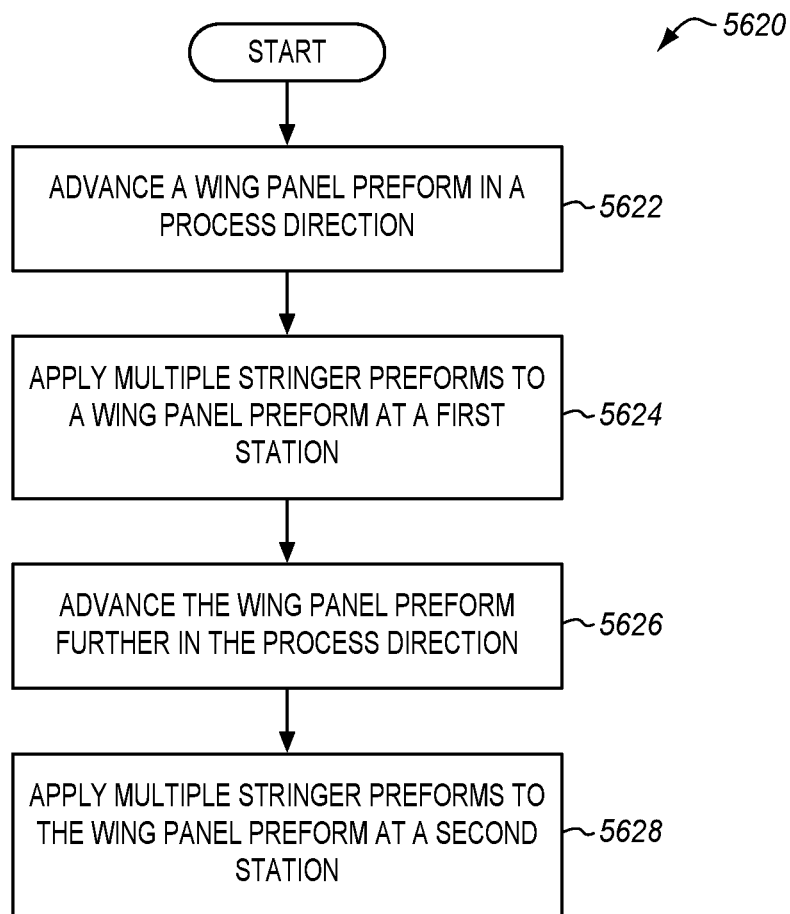 5620
START
ADVANCE A WING PANEL PREFORM IN A
PROCESS DIRECTION
5622
APPLY MULTIPLE STRINGER PREFORMS TO
A WING PANEL PREFORM AT A FIRST
STATION
5624
ADVANCE THE WING PANEL PREFORM
FURTHER IN THE PROCESS DIRECTION
5626
APPLY MULTIPLE STRINGER PREFORMS TO
THE WING PANEL PREFORM AT A SECOND
STATION
5628